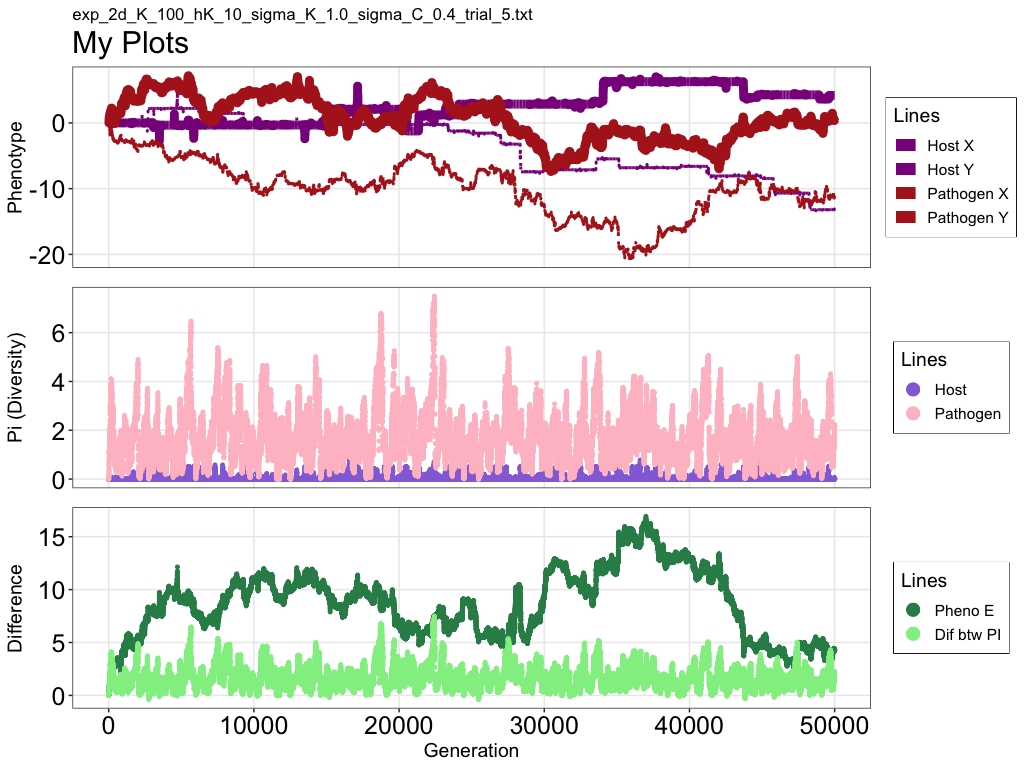 exp_2d_K_100_hK_10_sigma_K_1.0_sigma_C_0.4_trial_5.txt
My Plots
Phenotype
0
-10
-20
Lines
Host X
Host Y
Pathogen X
Pathogen Y
Pi (Diversity)
6
4
2
0
Lines
Host
Pathogen
Difference
15
10
5
0
Lines
Pheno E
Dif btw PI
0 10000 20000 30000 40000 50000
Generation